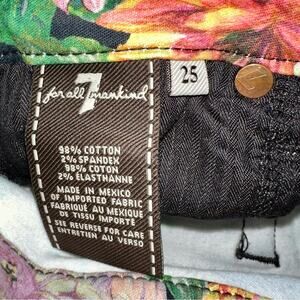 7
for all mankind
25
98% COTTON
2% SPANDEX
98% COTON
2% ÉLASTHANNE
MADE IN MEXICO
OF IMPORTED FABRIC
FABRIQUÉ AU MEXIQUE
DE TISSU IMPORTÉ
SEE REVERSE FOR CARE
ENTRETIEN AU VERSO